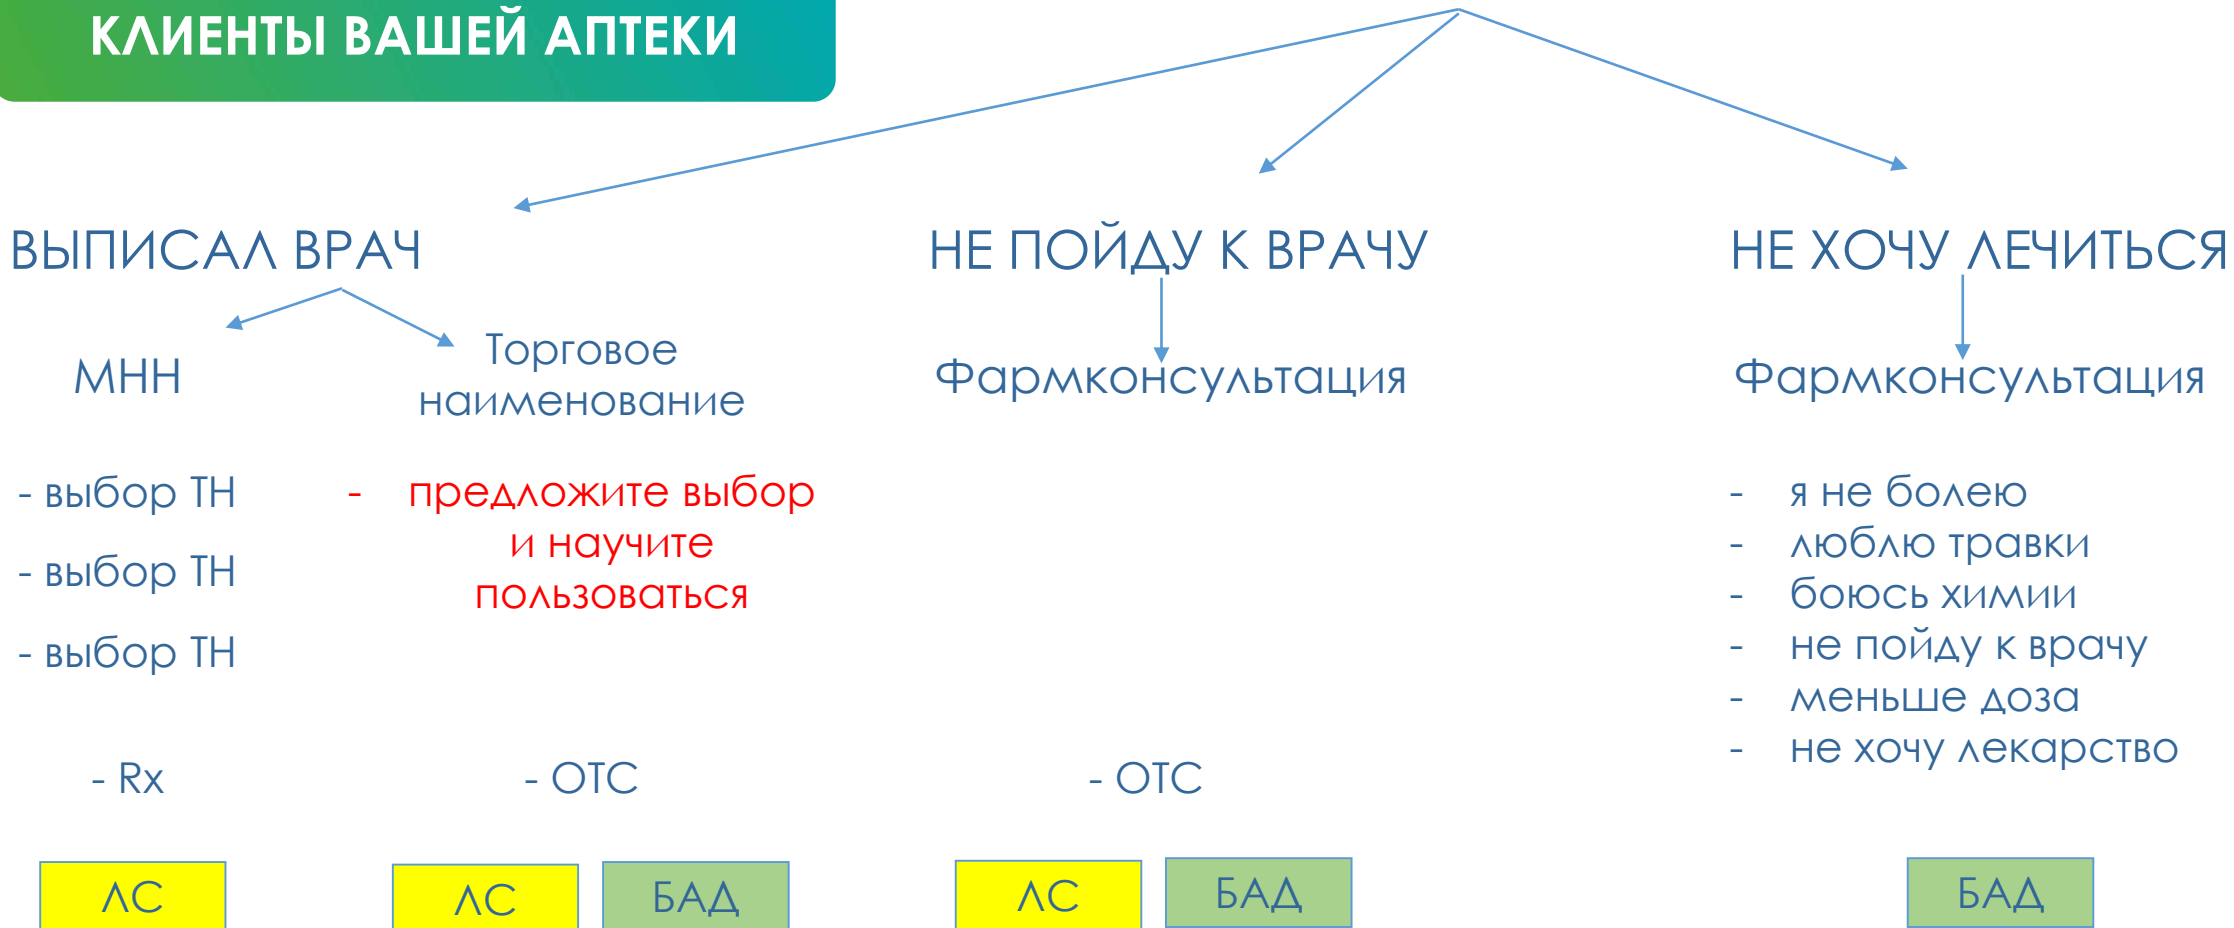 КЛИЕНТЫ ВАШЕЙ АПТЕКИ
ВЫПИСАЛ ВРАЧ
МНН
- выбор ТН
- выбор ТН
- выбор ТН
- Rx
ЛС
Торговое
наименование
- предложите выбор
и научите
пользоваться
- ОТС
ЛС
БАД
НЕ ПОЙДУ К ВРАЧУ
Фармконсультация
- ОТС
ЛС
БАД
НЕ ХОЧУ ЛЕЧИТЬСЯ
Фармконсультация
- я не болею
- люблю травки
- боюсь химии
- не пойду к врачу
- меньше доза
- не хочу лекарство
БАД